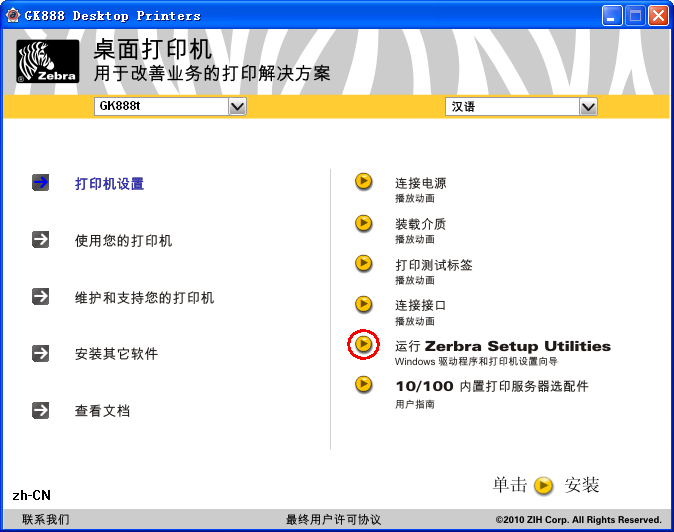 GK888 Desktop Printers
Zebra
桌面打印机
用于改善业务的打印解决方案
GK888t
汉语
打印机设置
使用您的打印机
维护和支持您的打印机
安装其它软件
查看文档
连接电源
播放动画
装载介质
播放动画
打印测试标签
播放动画
连接接口
播放动画
运行 Zerbra Setup Utilities
Windows 驱动程序和打印机设置向导
10/100 内置打印服务器选配件
用户指南
单击 安装
zh-CN
联系我们
最终用户许可协议
©2010 ZIH Corp. All Rights Reserved.